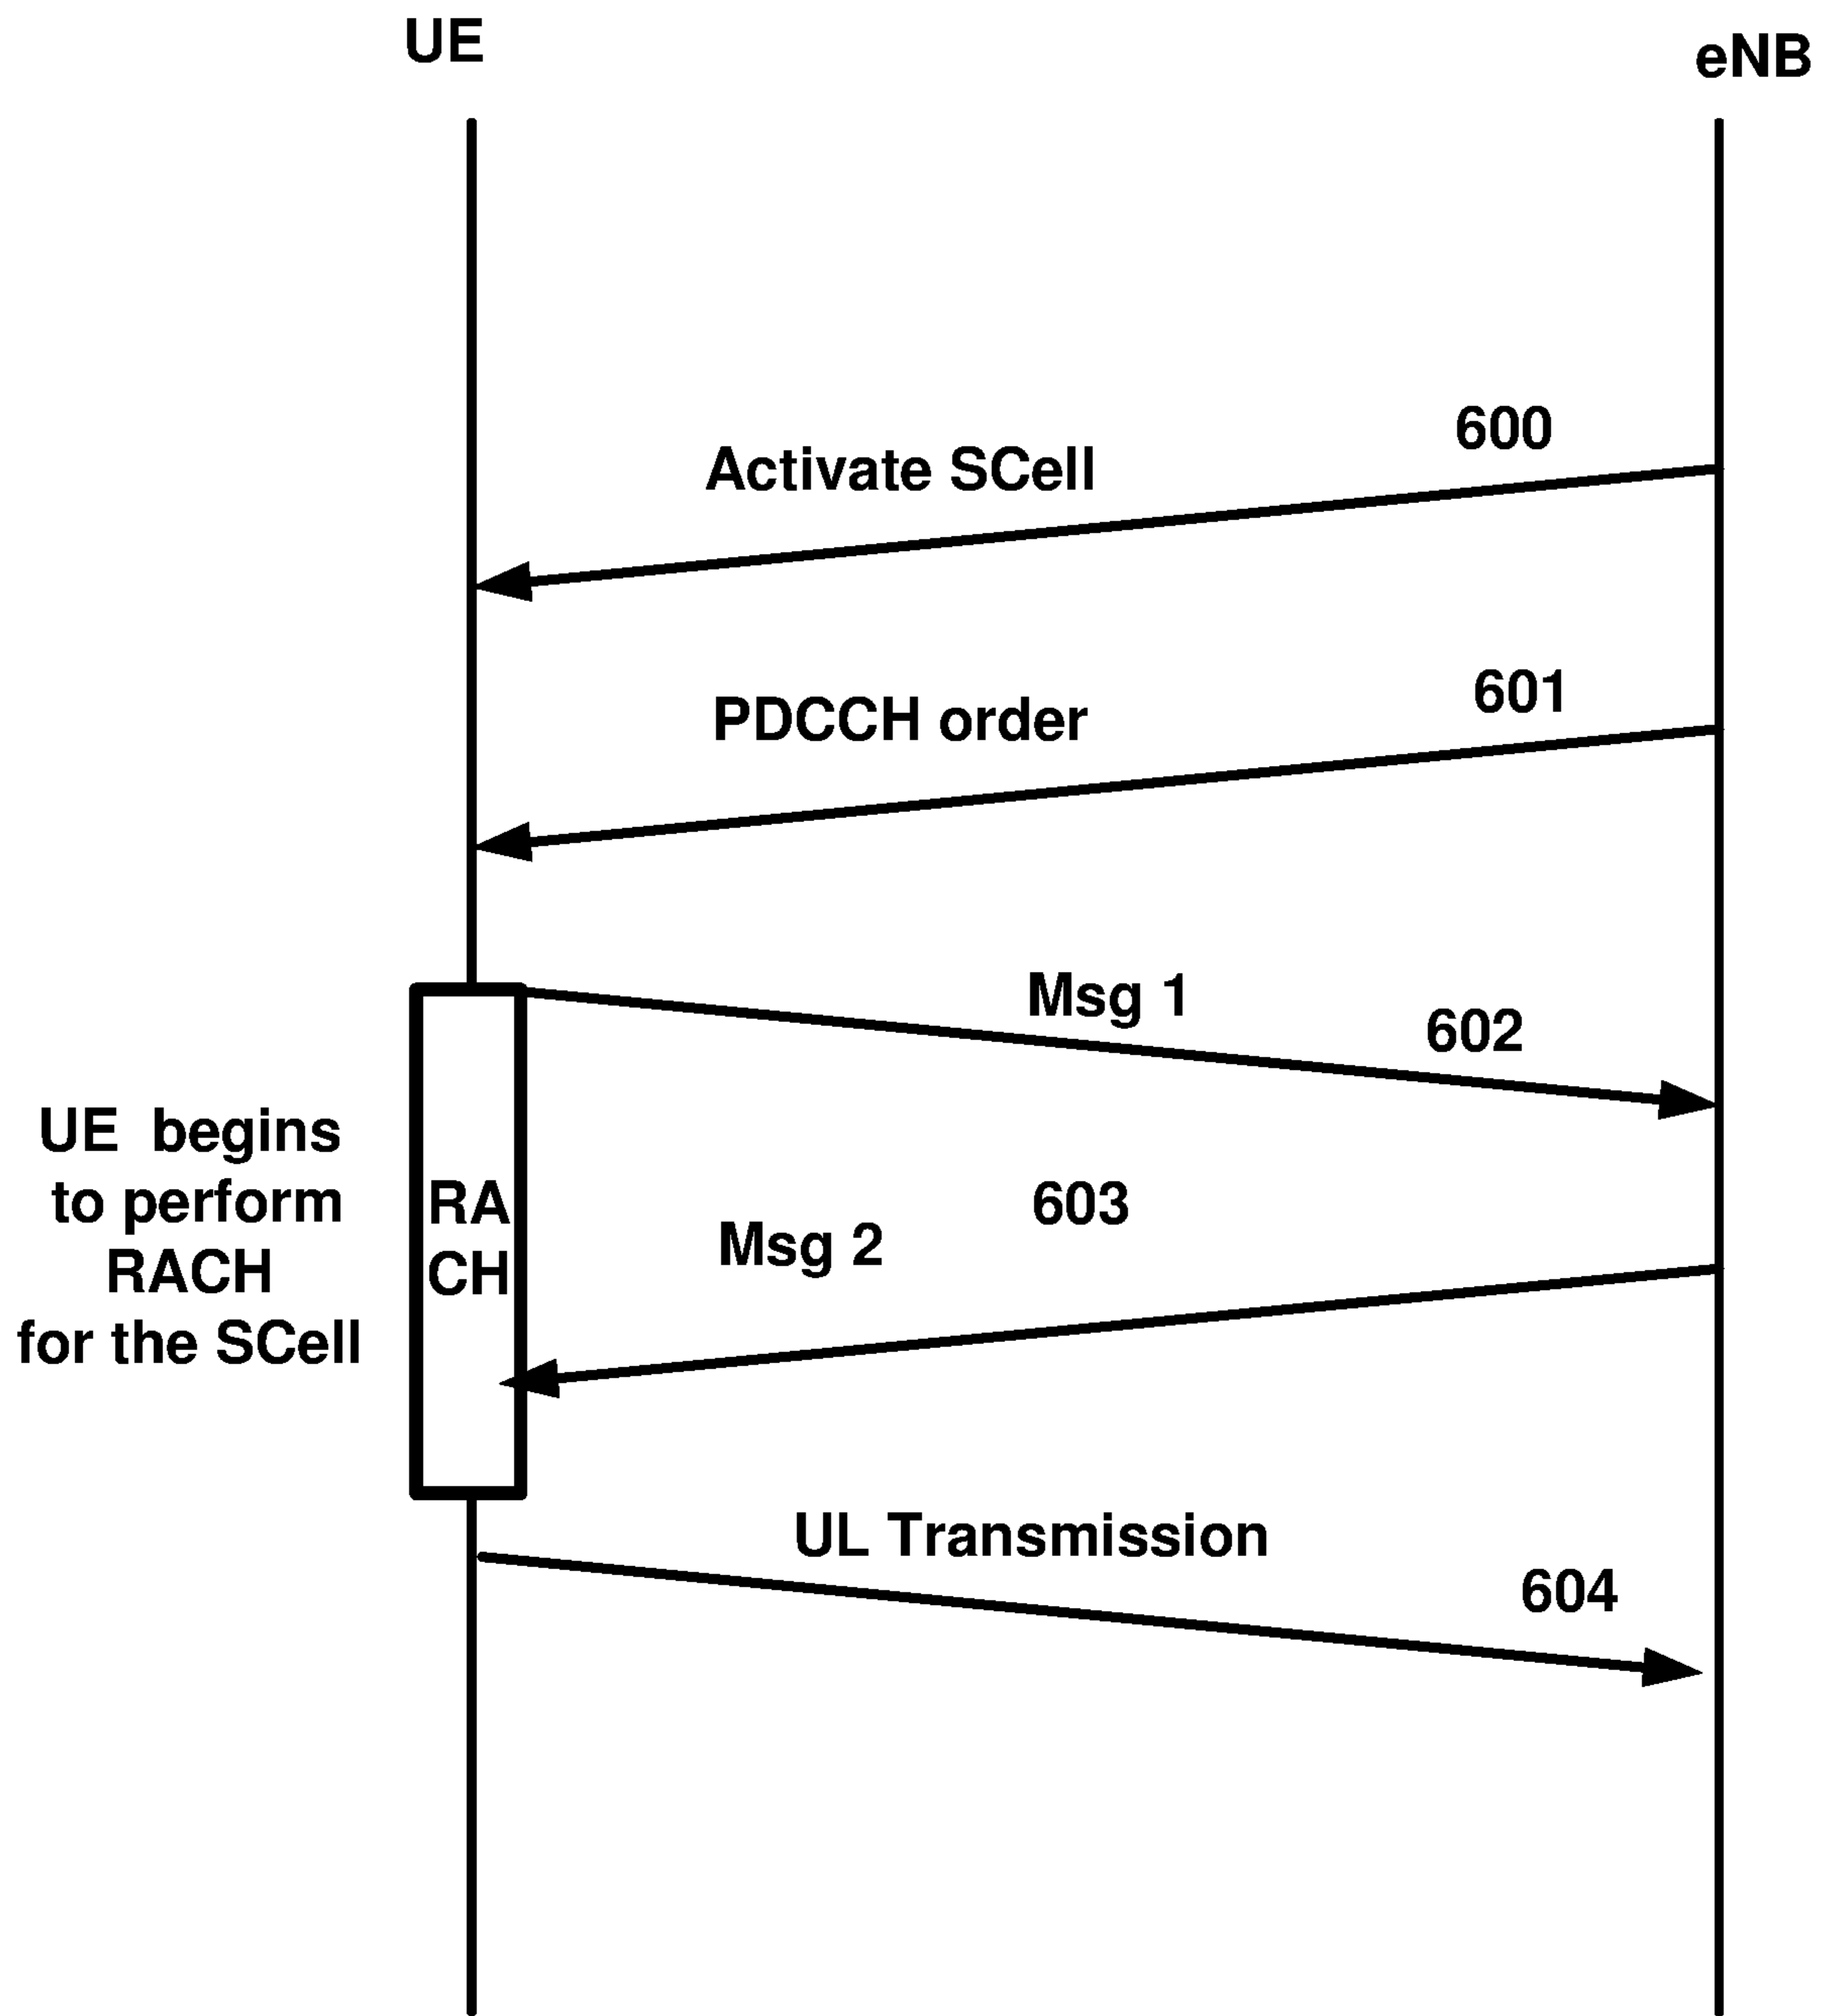 UE
eNB
600
Activate SCell
601
PDCCH order
Msg 1
602
UE begins
to perform
RACH
for the SCell
RA
CH
603
Msg 2
UL Transmission
604